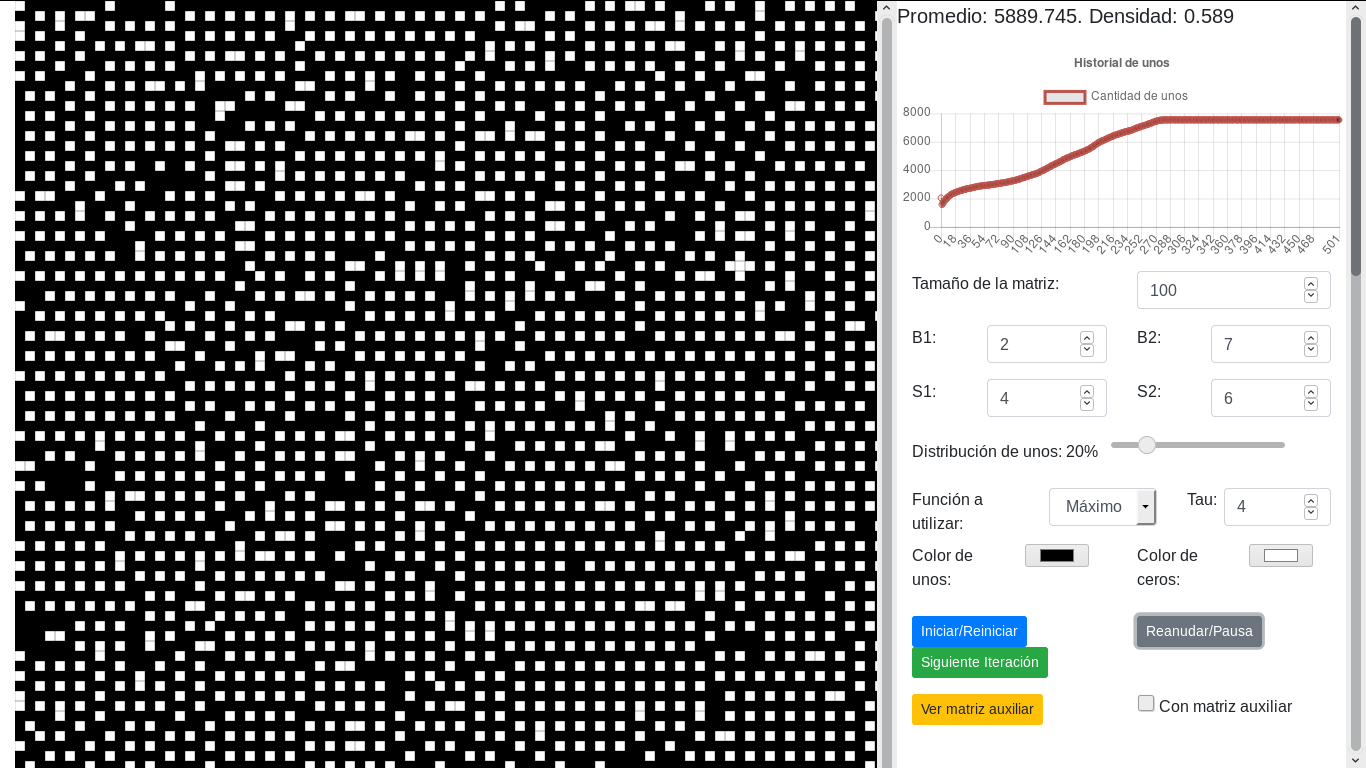 Promedio: 5889.745. Densidad: 0.589
Historial de unos
Cantidad de unos
8000
6000
4000
2000
0
0 18 36 54 72 90 108 126 144 162 180 198 216 234 252 270 288 306 324 342 360 378 396 414 432 450 468 501
Tamaño de la matriz: 100
B1: 2 B2: 7
S1: 4 S2: 6
Distribución de unos: 20%
Función a utilizar: Máximo Tau: 4
Color de unos: Color de ceros:
Iniciar/Reiniciar Reanudar/Pausa
Siguiente Iteración
Ver matriz auxiliar Con matriz auxiliar